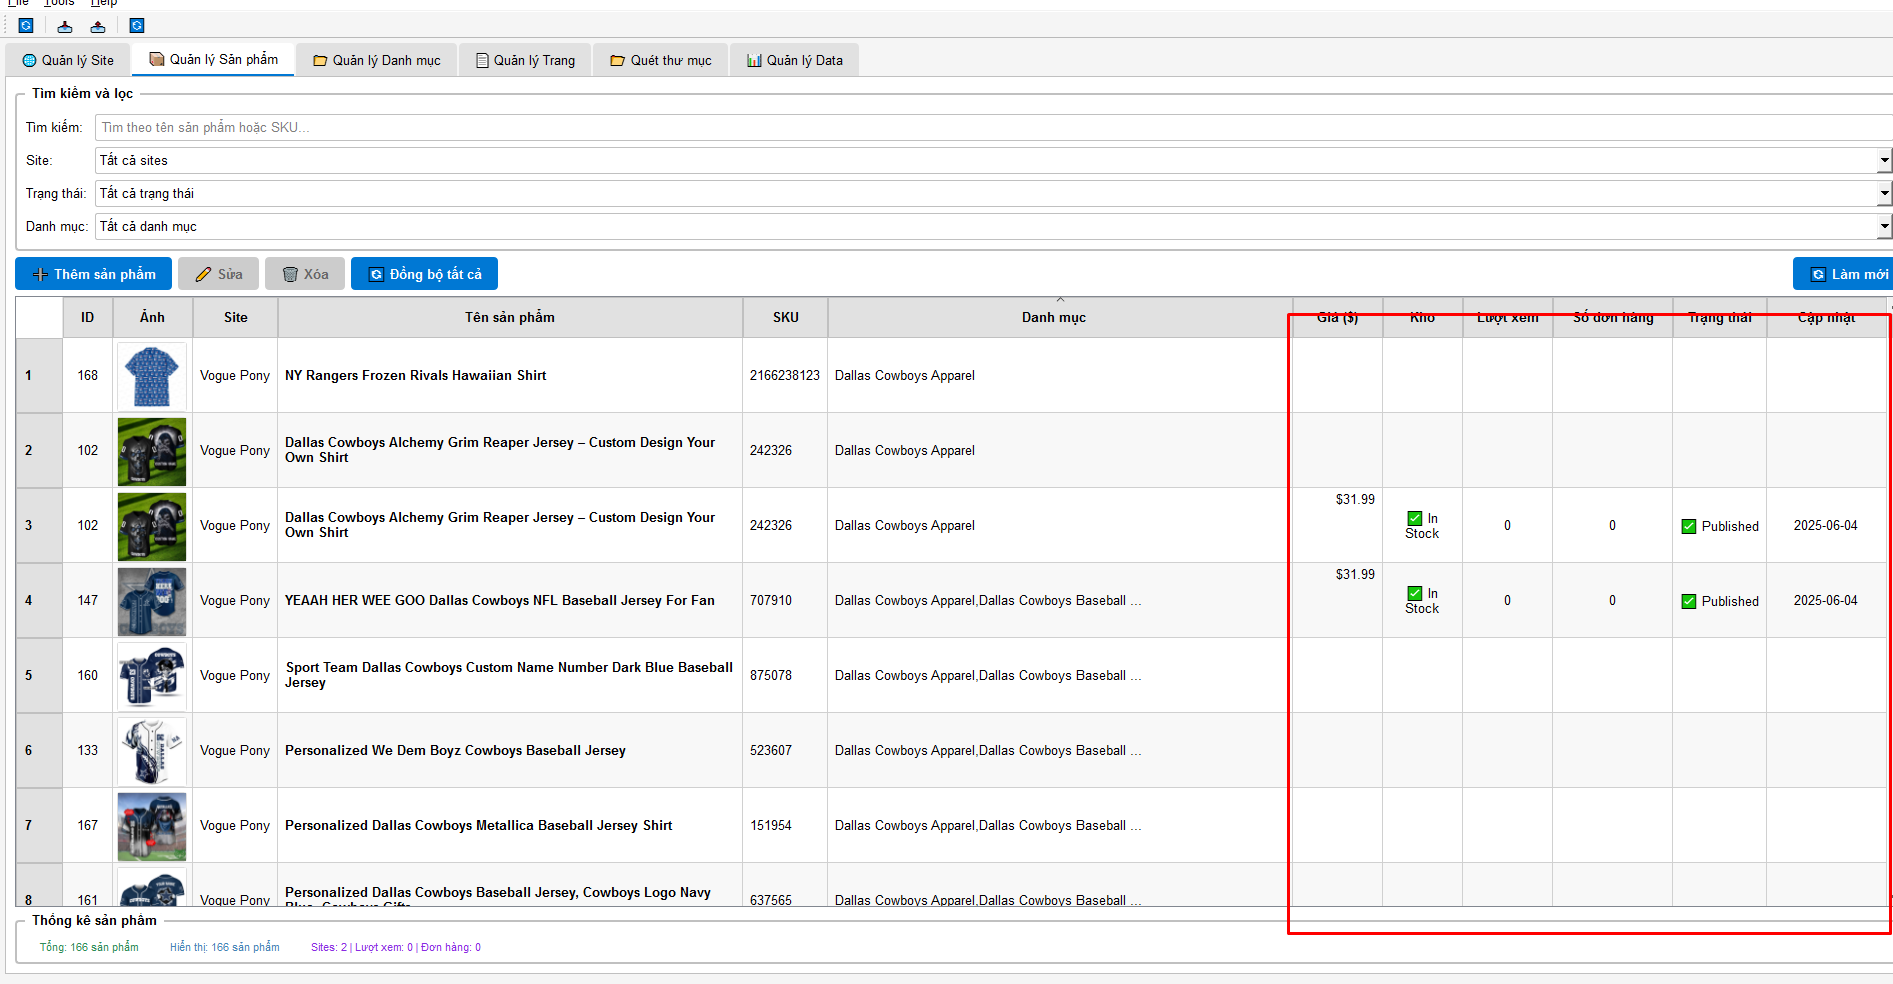 File Tools Help
Quản lý Site Quản lý Sản phẩm Quản lý Danh mục Quản lý Trang Quét thư mục Quản lý Data
Tìm kiếm và lọc
Tìm kiếm: Tìm theo tên sản phẩm hoặc SKU...
Site: Tất cả sites
Trạng thái: Tất cả trạng thái
Danh mục: Tất cả danh mục
Thêm sản phẩm Sửa Xóa Đồng bộ tất cả Làm mới
ID Ảnh Site Tên sản phẩm SKU Danh mục Giá ($) Kho Lượt xem Số đơn hàng Trạng thái Cập nhật
1 168 Vogue Pony NY Rangers Frozen Rivals Hawaiian Shirt 2166238123 Dallas Cowboys Apparel
2 102 Vogue Pony Dallas Cowboys Alchemy Grim Reaper Jersey – Custom Design Your 242326 Dallas Cowboys Apparel
Own Shirt
3 102 Vogue Pony Dallas Cowboys Alchemy Grim Reaper Jersey – Custom Design Your 242326 Dallas Cowboys Apparel $31.99 In 0 0 Published 2025-06-04
Own Shirt Stock
4 147 Vogue Pony YEAAH HER WEE GOO Dallas Cowboys NFL Baseball Jersey For Fan 707910 Dallas Cowboys Apparel,Dallas Cowboys Baseball ... $31.99 In 0 0 Published 2025-06-04
Stock
5 160 Vogue Pony Sport Team Dallas Cowboys Custom Name Number Dark Blue Baseball 875078 Dallas Cowboys Apparel,Dallas Cowboys Baseball ...
Jersey
6 133 Vogue Pony Personalized We Dem Boyz Cowboys Baseball Jersey 523607 Dallas Cowboys Apparel,Dallas Cowboys Baseball ...
7 167 Vogue Pony Personalized Dallas Cowboys Metallica Baseball Jersey Shirt 151954 Dallas Cowboys Apparel,Dallas Cowboys Baseball ...
8 161 Vogue Pony Personalized Dallas Cowboys Baseball Jersey, Cowboys Logo Navy 637565 Dallas Cowboys Apparel,Dallas Cowboys Baseball ...
Blue, Cowboys Gifts
Thống kê sản phẩm
Tổng: 166 sản phẩm Hiển thị: 166 sản phẩm Sites: 2 | Lượt xem: 0 | Đơn hàng: 0